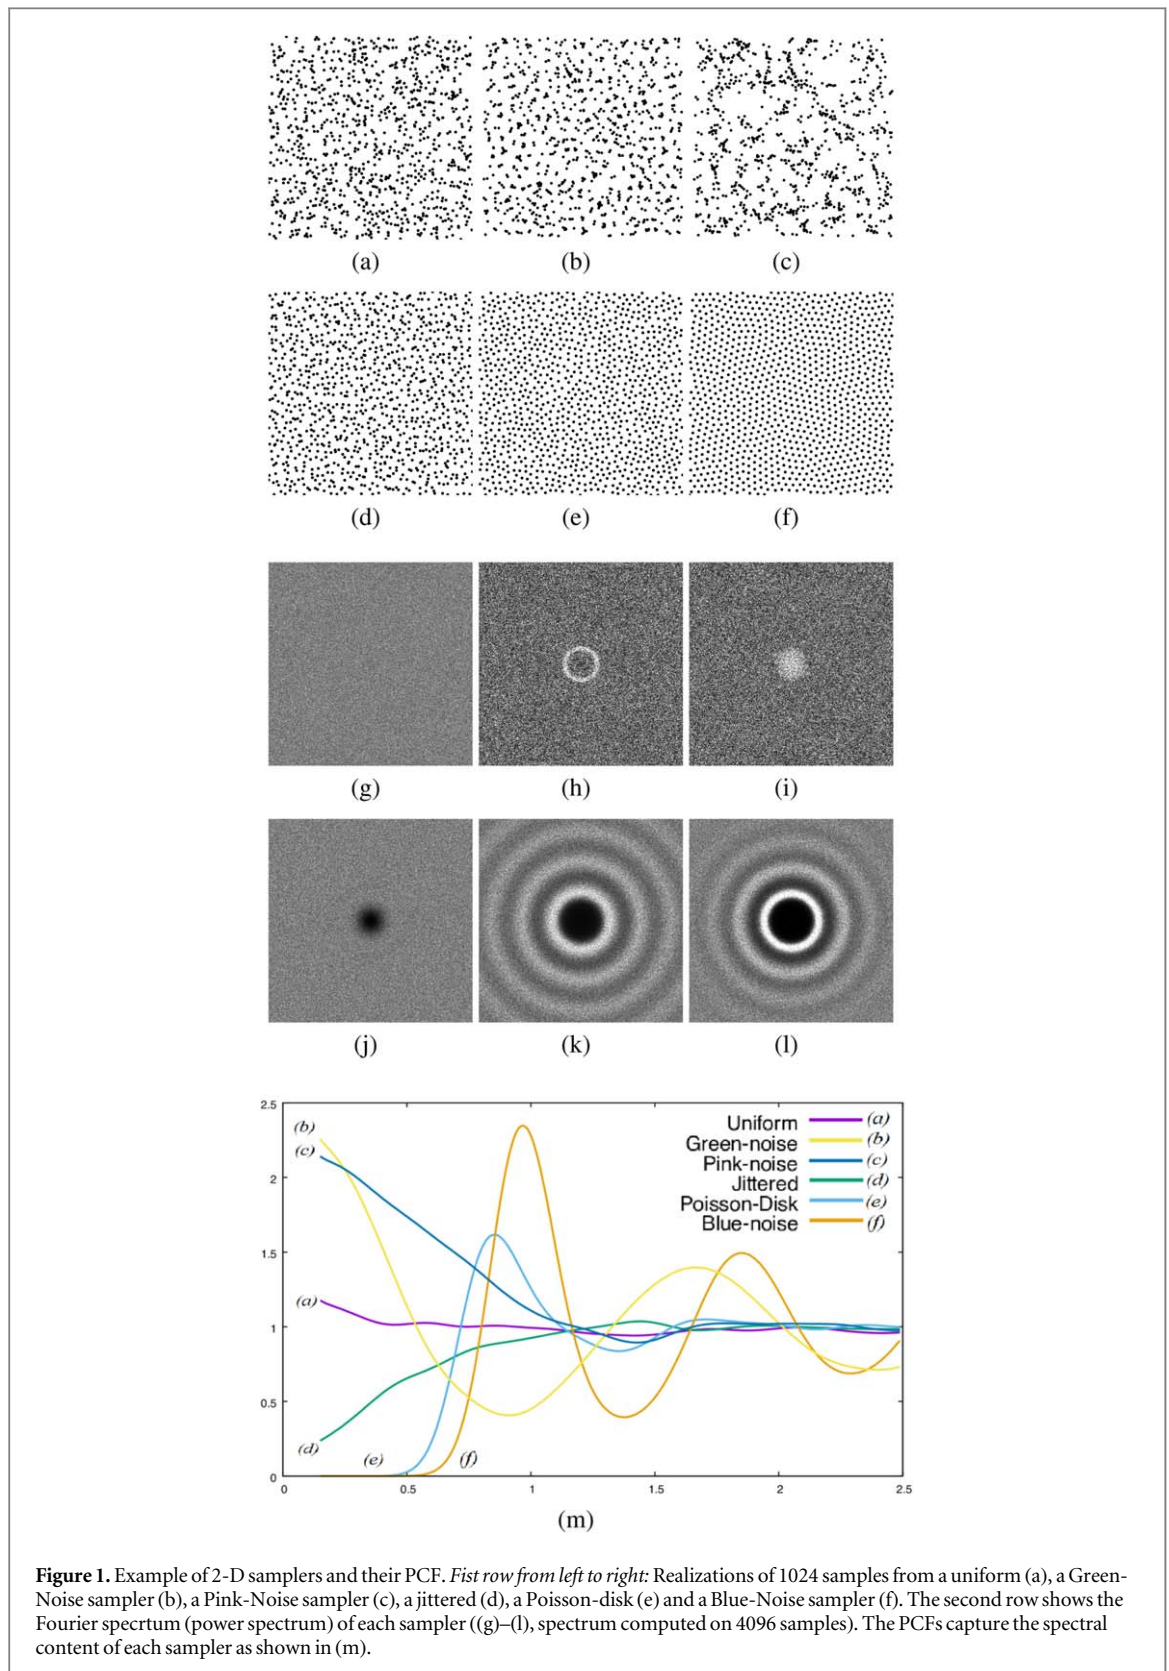 (a) (b) (c)
(d) (e) (f)
(g) (h) (i)
(j) (k) (l)
2.5
2
1.5
1
0.5
0
0 0.5 1 1.5 2 2.5
(b)
(c)
(a)
(d)
(e)
(f)
Uniform (a)
Green-noise (b)
Pink-noise (c)
Jittered (d)
Poisson-Disk (e)
Blue-noise (f)
(m)
Figure 1. Example of 2-D samplers and their PCF. Fist row from left to right: Realizations of 1024 samples from a uniform (a), a Green-
Noise sampler (b), a Pink-Noise sampler (c), a jittered (d), a Poisson-disk (e) and a Blue-Noise sampler (f). The second row shows the
Fourier specrtum (power spectrum) of each sampler ((g)–(l), spectrum computed on 4096 samples). The PCFs capture the spectral
content of each sampler as shown in (m).